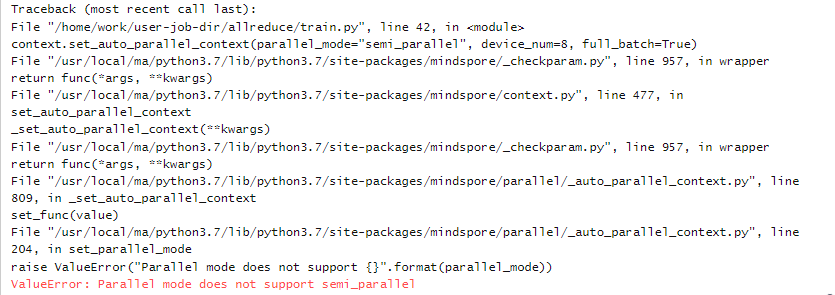 Traceback (most recent call last):
File "/home/work/user-job-dir/allreduce/train.py", line 42, in <module>
context.set_auto_parallel_context(parallel_mode="semi_parallel", device_num=8, full_batch=True)
File "/usr/local/ma/python3.7/lib/python3.7/site-packages/mindspore/_checkparam.py", line 957, in wrapper
return func(*args, **kwargs)
File "/usr/local/ma/python3.7/lib/python3.7/site-packages/mindspore/context.py", line 477, in
set_auto_parallel_context
_set_auto_parallel_context(**kwargs)
File "/usr/local/ma/python3.7/lib/python3.7/site-packages/mindspore/_checkparam.py", line 957, in wrapper
return func(*args, **kwargs)
File "/usr/local/ma/python3.7/lib/python3.7/site-packages/mindspore/parallel/_auto_parallel_context.py", line
809, in _set_auto_parallel_context
set_func(value)
File "/usr/local/ma/python3.7/lib/python3.7/site-packages/mindspore/parallel/_auto_parallel_context.py", line
204, in set_parallel_mode
raise ValueError("Parallel mode does not support {}".format(parallel_mode))
ValueError: Parallel mode does not support semi_parallel